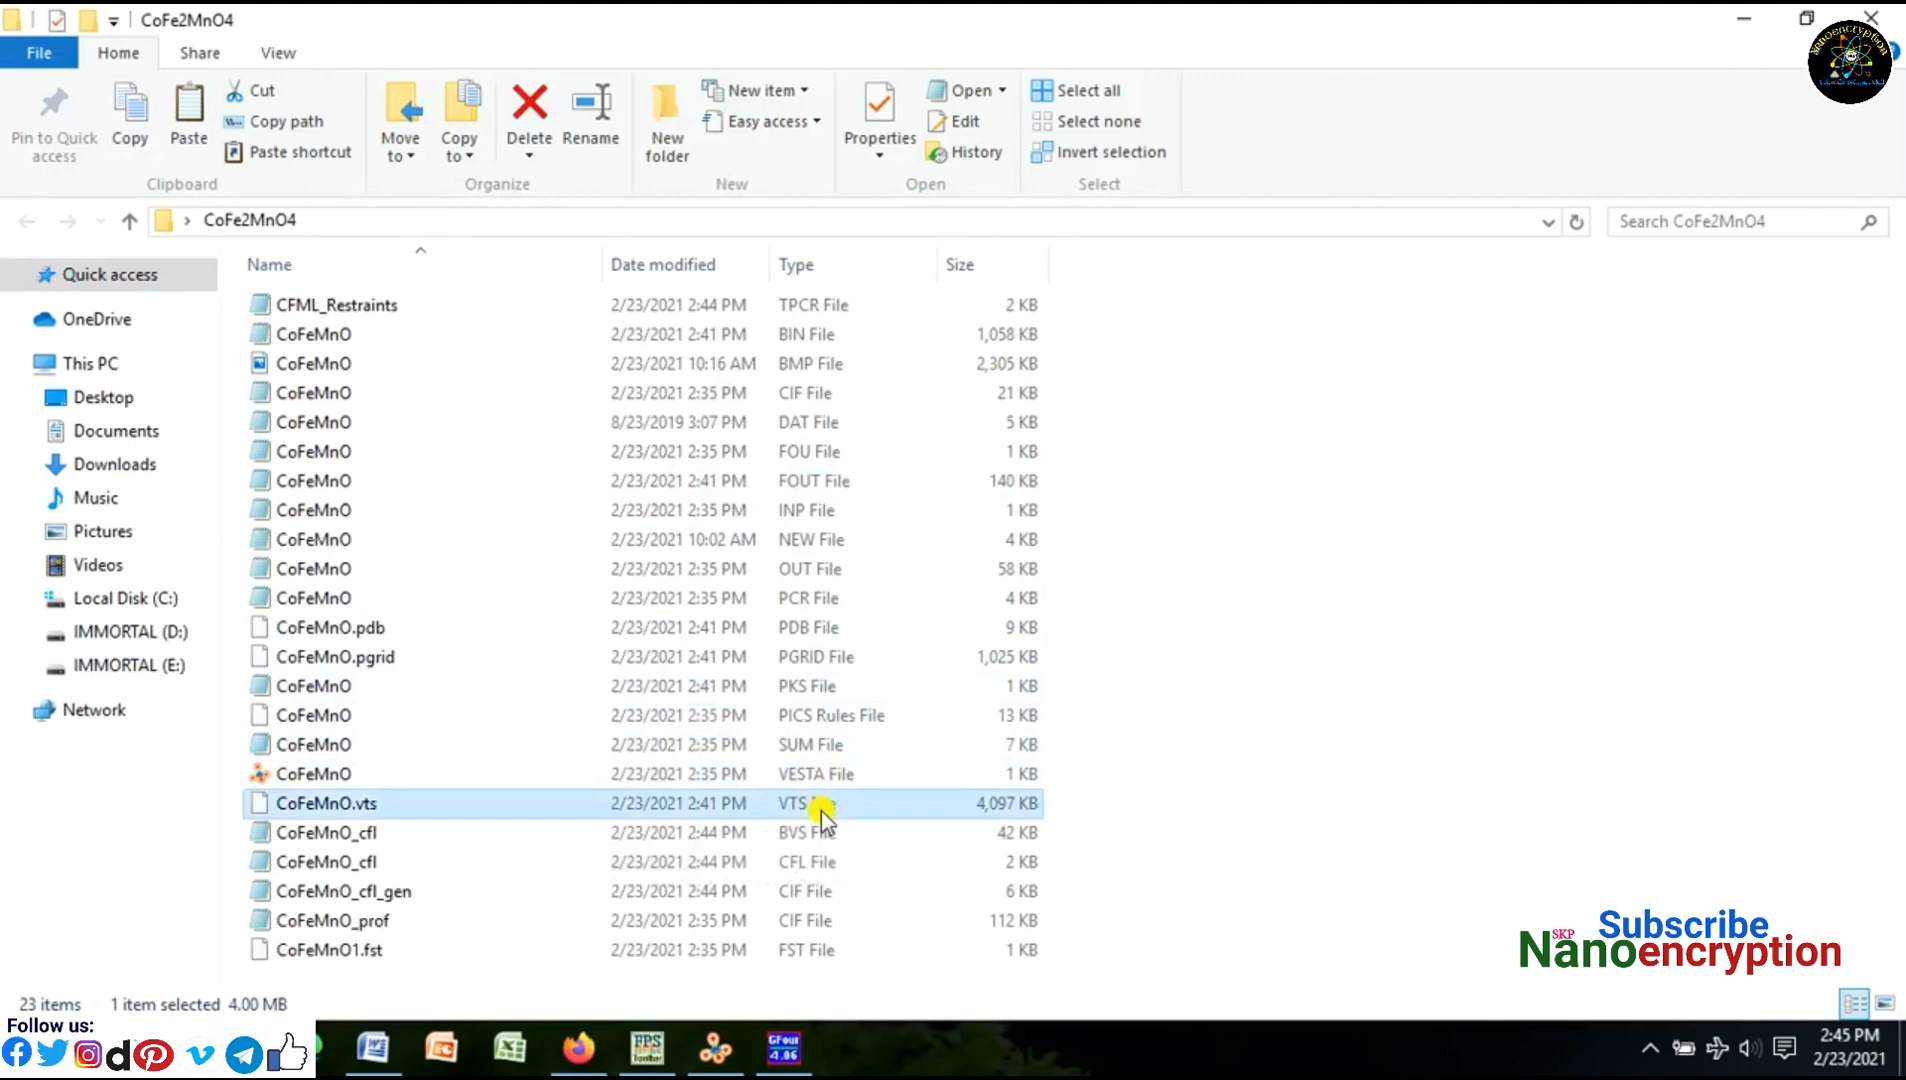 CoFe2MnO4
File Home Share View
Pin to Quick access
Copy
Paste
Cut
Copy path
Paste shortcut
Clipboard
Move to
Copy to
Delete
Rename
Organize
New folder
New item
Easy access
New
Properties
Open
Edit
History
Open
Select all
Select none
Invert selection
Select
CoFe2MnO4
Search CoFe2MnO4
Quick access
OneDrive
This PC
Desktop
Documents
Downloads
Music
Pictures
Videos
Local Disk (C:)
IMMORTAL (D:)
IMMORTAL (E:)
Network
Name Date modified Type Size
CFML_Restraints 2/23/2021 2:44 PM TPCR File 2 KB
CoFeMnO 2/23/2021 2:41 PM BIN File 1,058 KB
CoFeMnO 2/23/2021 10:16 AM BMP File 2,305 KB
CoFeMnO 2/23/2021 2:35 PM CIF File 21 KB
CoFeMnO 8/23/2019 3:07 PM DAT File 5 KB
CoFeMnO 2/23/2021 2:35 PM FOU File 1 KB
CoFeMnO 2/23/2021 2:41 PM FOUT File 140 KB
CoFeMnO 2/23/2021 2:35 PM INP File 1 KB
CoFeMnO 2/23/2021 10:02 AM NEW File 4 KB
CoFeMnO 2/23/2021 2:35 PM OUT File 58 KB
CoFeMnO 2/23/2021 2:35 PM PCR File 4 KB
CoFeMnO.pdb 2/23/2021 2:41 PM PDB File 9 KB
CoFeMnO.pgrid 2/23/2021 2:41 PM PGRID File 1,025 KB
CoFeMnO 2/23/2021 2:41 PM PKS File 1 KB
CoFeMnO 2/23/2021 2:35 PM PICS Rules File 13 KB
CoFeMnO 2/23/2021 2:35 PM SUM File 7 KB
CoFeMnO 2/23/2021 2:35 PM VESTA File 1 KB
CoFeMnO.vts 2/23/2021 2:41 PM VTS File 4,097 KB
CoFeMnO_cfl 2/23/2021 2:44 PM BVS File 42 KB
CoFeMnO_cfl 2/23/2021 2:44 PM CFL File 2 KB
CoFeMnO_cfl_gen 2/23/2021 2:44 PM CIF File 6 KB
CoFeMnO_prof 2/23/2021 2:35 PM CIF File 112 KB
CoFeMnO1.fst 2/23/2021 2:35 PM FST File 1 KB
Subscribe
SKP
Nanoencryption
23 items 1 item selected 4.00 MB
Follow us:
FPS Toolbar
GFour 4.06
2:45 PM
2/23/2021